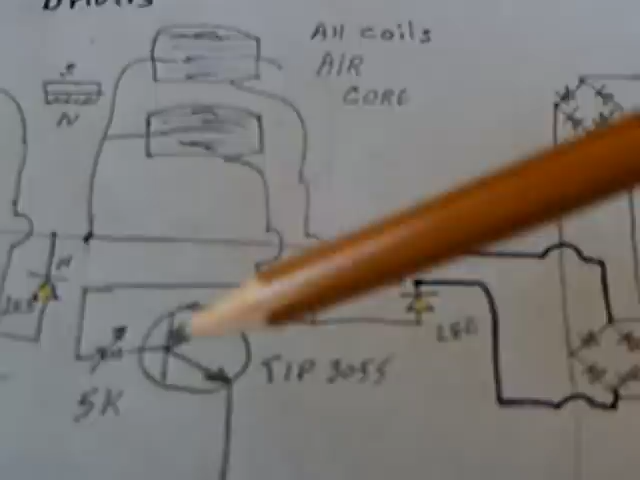 All coils
AIR
CORE
N
N
LED
TIP 3055
5K